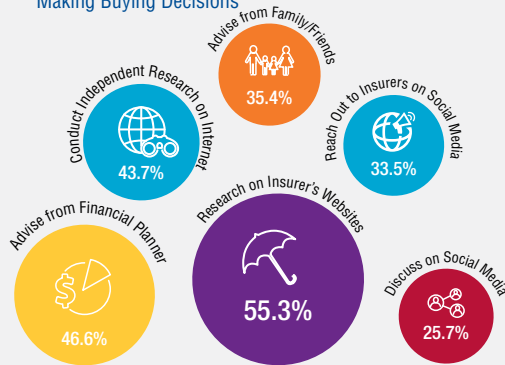 Making Buying Decisions
Advise from Family/Friends
35.4%
Conduct Independent Research on Internet
43.7%
Reach Out to Insurers on Social Media
33.5%
Advise from Financial Planner
$
46.6%
Research on Insurer's Websites
55.3%
Discuss on Social Media
25.7%